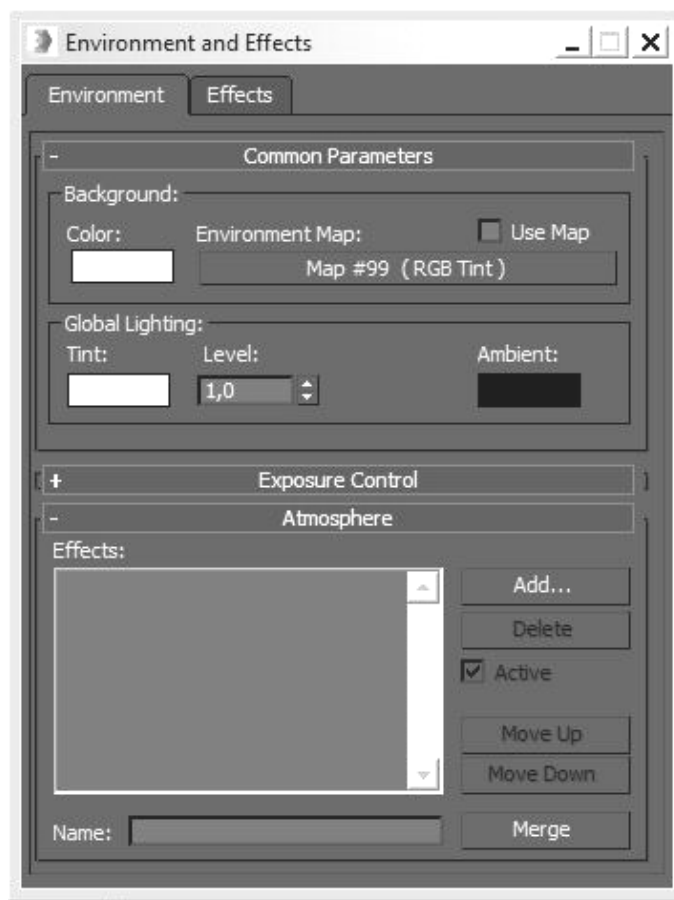 Environment and Effects
Environment Effects
- Common Parameters
Background:
Color: Environment Map: Use Map
Map #99 (RGB Tint)
Global Lighting:
Tint: Level: Ambient:
1,0
+ Exposure Control
- Atmosphere
Effects:
Add...
Delete
Active
Move Up
Move Down
Name: Merge